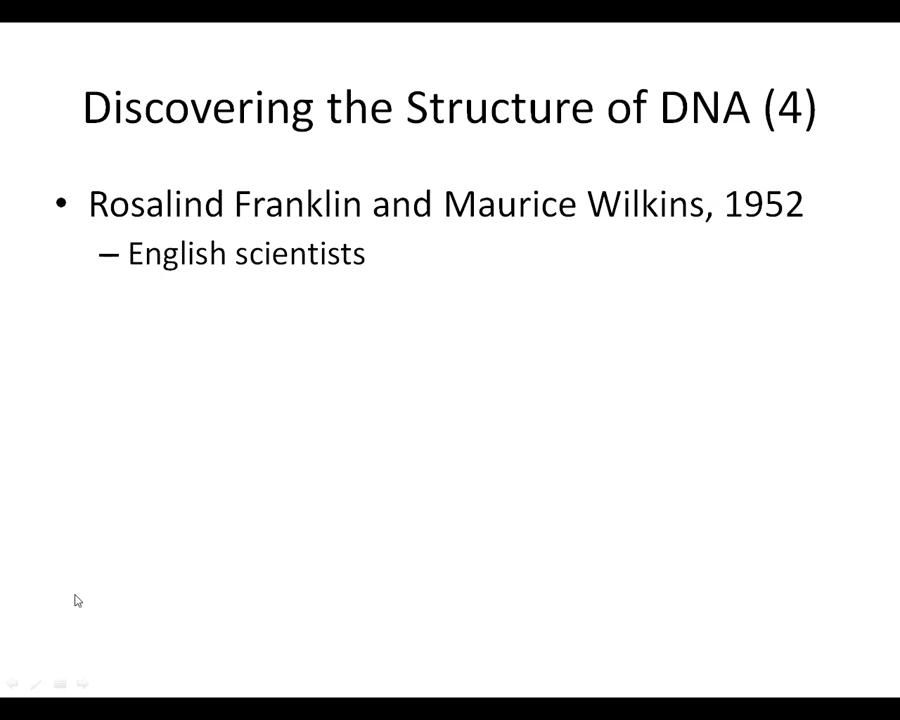 Discovering the Structure of DNA (4)
• Rosalind Franklin and Maurice Wilkins, 1952
– English scientists